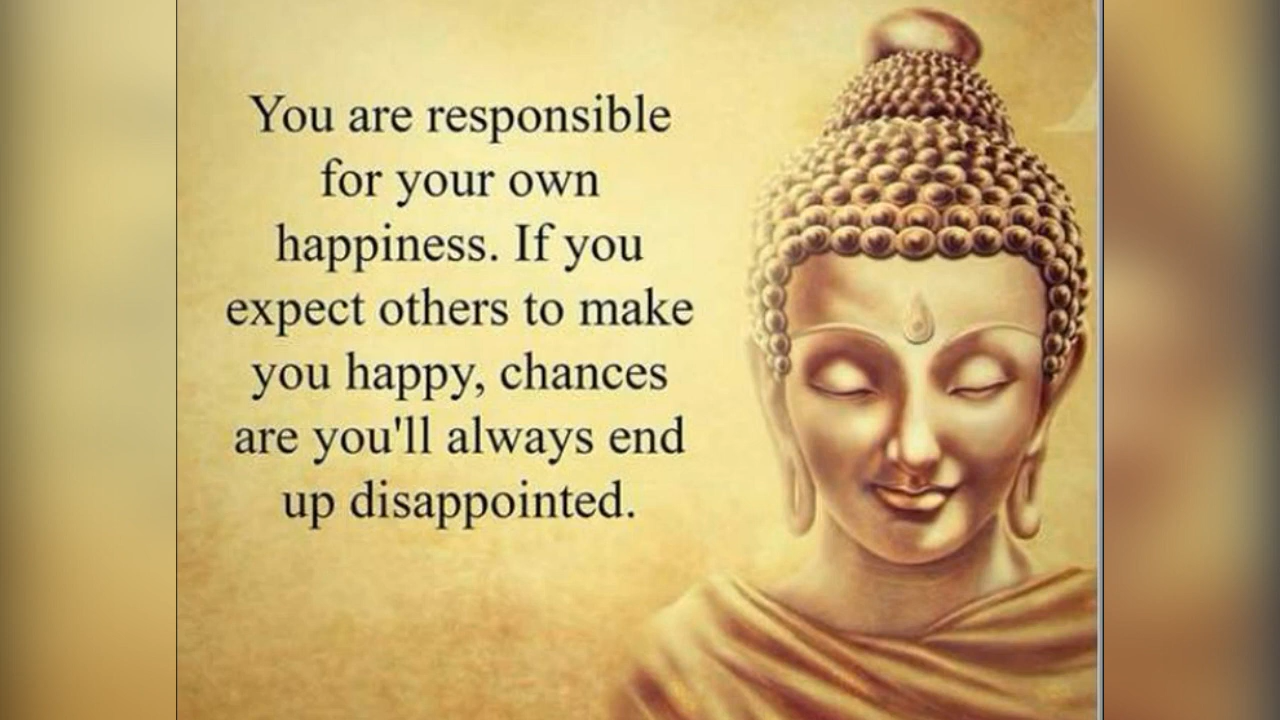 You are responsible
for your own
happiness. If you
expect others to make
you happy, chances
are you'll always end
up disappointed.